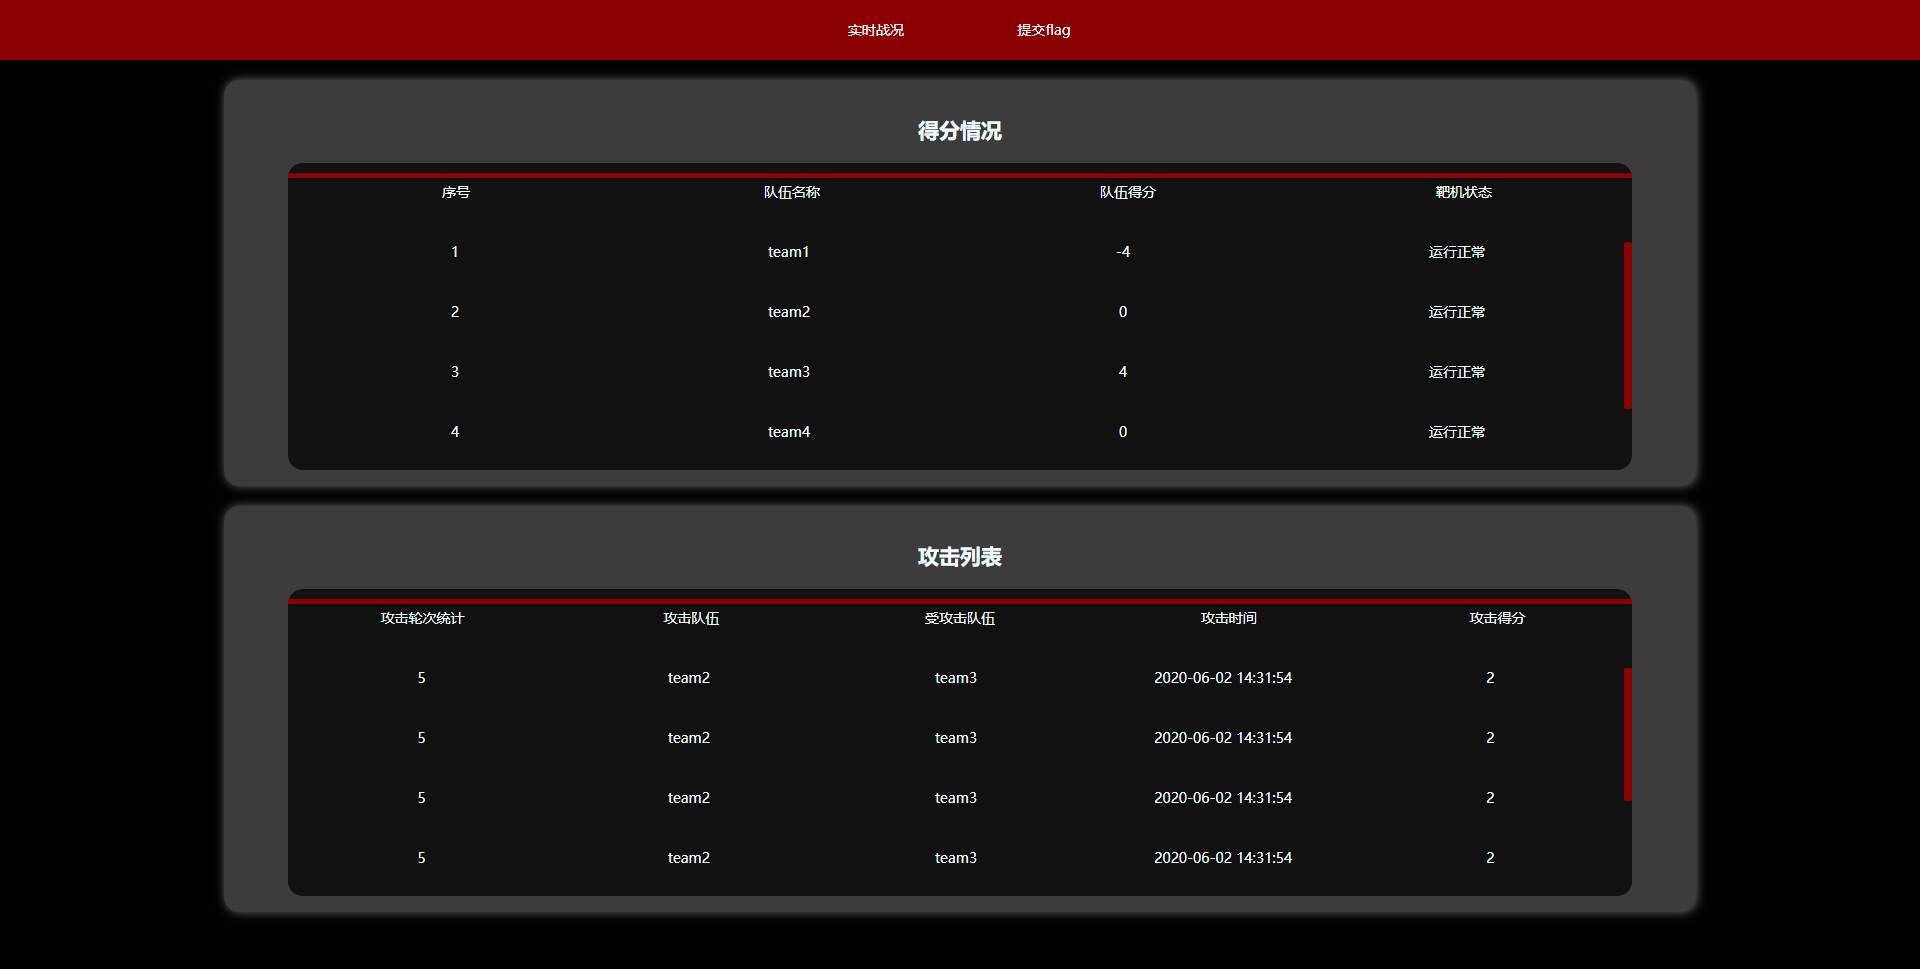 实时战况 提交flag
得分情况
序号 队伍名称 队伍得分 靶机状态
1 team1 -4 运行正常
2 team2 0 运行正常
3 team3 4 运行正常
4 team4 0 运行正常
攻击列表
攻击轮次统计 攻击队伍 受攻击队伍 攻击时间 攻击得分
5 team2 team3 2020-06-02 14:31:54 2
5 team2 team3 2020-06-02 14:31:54 2
5 team2 team3 2020-06-02 14:31:54 2
5 team2 team3 2020-06-02 14:31:54 2